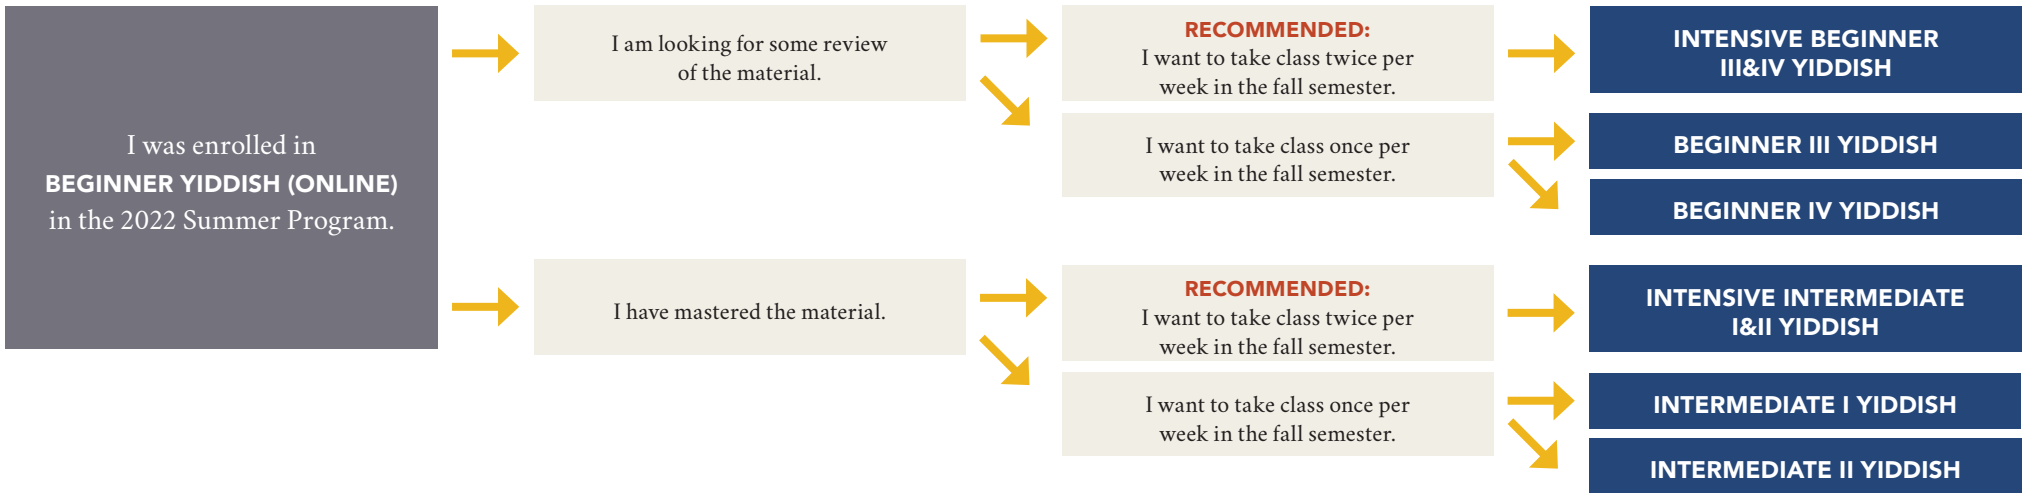 I was enrolled in
BEGINNER YIDDISH (ONLINE)
in the 2022 Summer Program.
I am looking for some review
of the material.
RECOMMENDED:
I want to take class twice per
week in the fall semester.
INTENSIVE BEGINNER
III&IV YIDDISH
I want to take class once per
week in the fall semester.
BEGINNER III YIDDISH
BEGINNER IV YIDDISH
I have mastered the material.
RECOMMENDED:
I want to take class twice per
week in the fall semester.
INTENSIVE INTERMEDIATE
I&II YIDDISH
I want to take class once per
week in the fall semester.
INTERMEDIATE I YIDDISH
INTERMEDIATE II YIDDISH